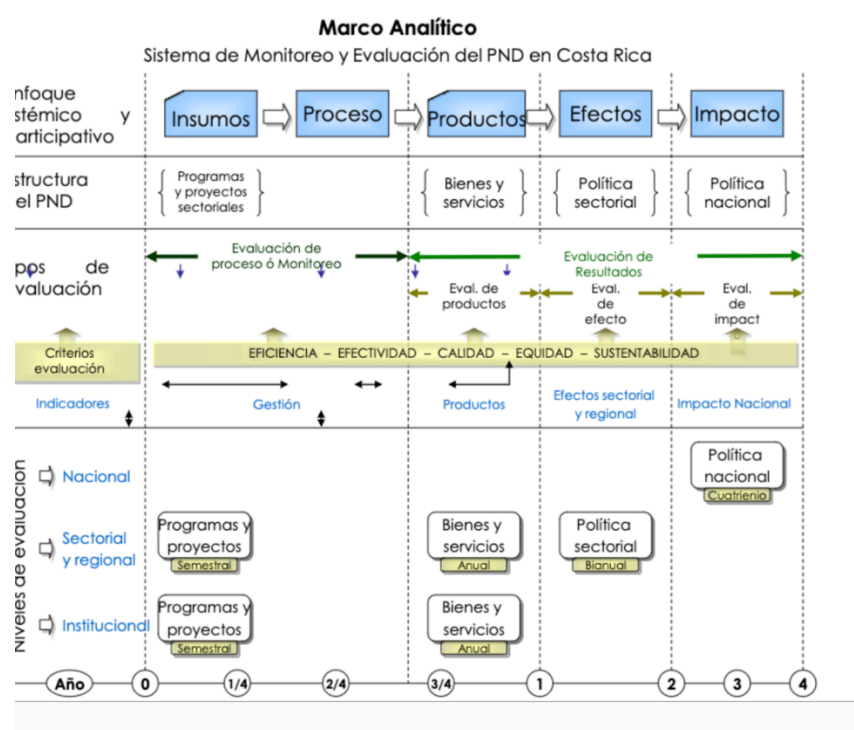 Marco Analítico
Sistema de Monitoreo y Evaluación del PND en Costa Rica
nfoque
stémico y
articipativo
Insumos
Proceso
Productos
Efectos
Impacto
structura
el PND
Programas
y proyectos
sectoriales
Bienes y
servicios
Política
sectorial
Política
nacional
pos de
valuación
Evaluación de
proceso ó Monitoreo
Evaluación de
Resultados
Eval. de
productos
Eval.
de
efecto
Eval.
de
impact
Criterios
evaluación
EFICIENCIA – EFECTIVIDAD – CALIDAD – EQUIDAD – SUSTENTABILIDAD
Indicadores
Gestión
Productos
Efectos sectorial
y regional
Impacto Nacional
Niveles de evaluacion
Nacional
Política
nacional
Cuatrienio
Sectorial
y regional
Programas y
proyectos
Semestral
Bienes y
servicios
Anual
Política
sectorial
Bianual
Institucional
Programas y
proyectos
Semestral
Bienes y
servicios
Anual
Año 0 1/4 2/4 3/4 1 2 3 4